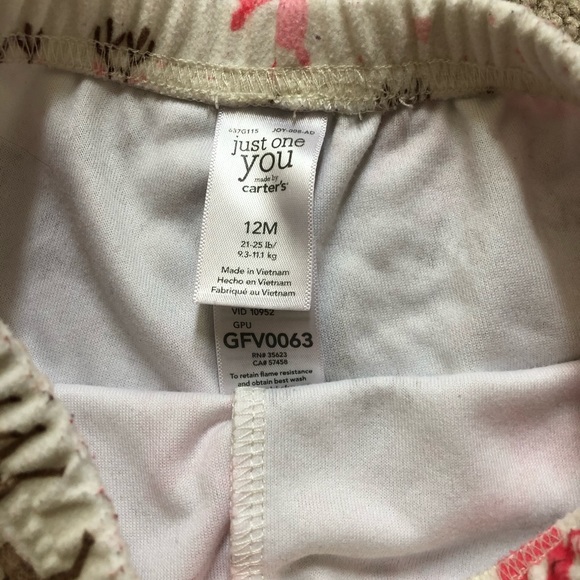 637G115 JOY-008-AD
just one
you
made by
carter's
12M
21-25 lb/
9.3-11.1 kg
Made in Vietnam
Hecho en Vietnam
Fabriqué au Vietnam
VID 10952
GPU
GFV0063
RN# 35623
CA# 57456
To retain flame resistance
and obtain best wash